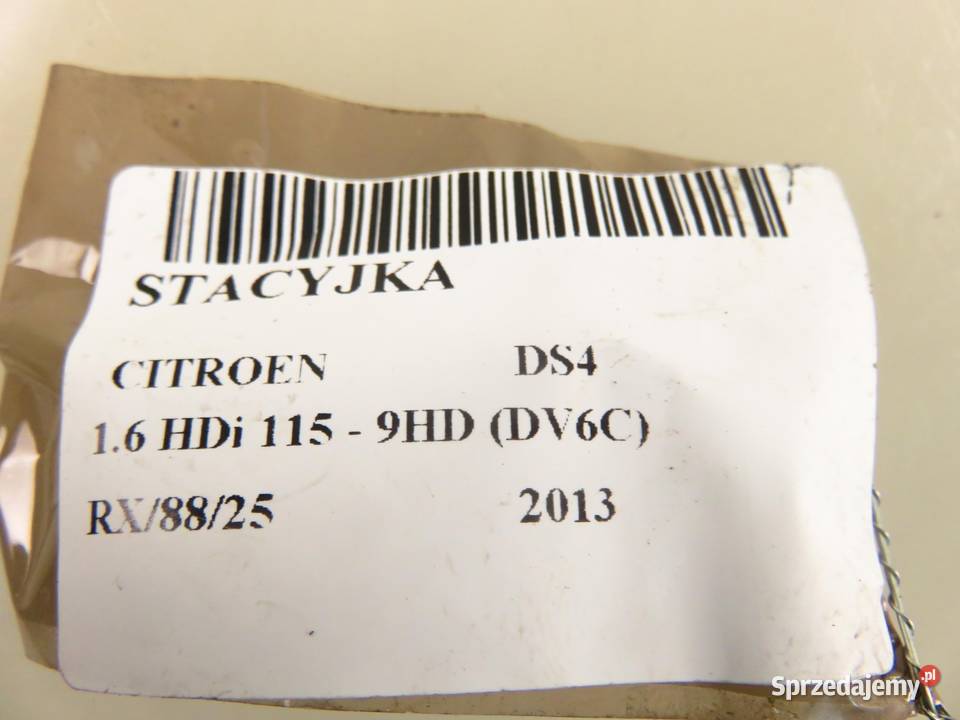 STACYJKA
CITROEN DS4
1.6 HDi 115 - 9HD (DV6C)
RX/88/25 2013
Sprzedajemy.pl